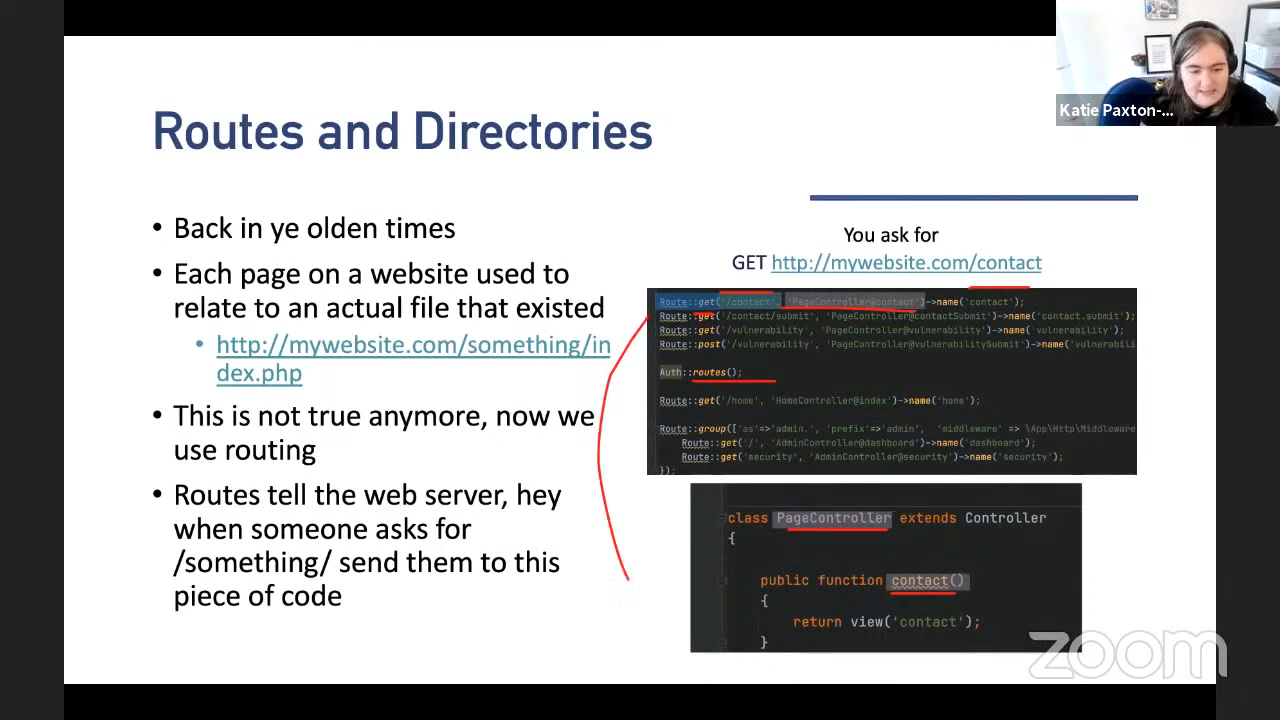 Katie Paxton-...
Routes and Directories
• Back in ye olden times
• Each page on a website used to
relate to an actual file that existed
• http://mywebsite.com/something/in
dex.php
• This is not true anymore, now we
use routing
• Routes tell the web server, hey
when someone asks for
/something/ send them to this
piece of code
You ask for
GET http://mywebsite.com/contact
Route::get('/contact', 'PageController@contact')->name('contact');
Route::get('/contact/submit', 'PageController@contactSubmit')->name('contact.submit');
Route::get('/vulnerability', 'PageController@vulnerability')->name('vulnerability');
Route::post('/vulnerability', 'PageController@vulnerabilitySubmit')->name('vulnerabili
Auth::routes();
Route::get('/home', 'HomeController@index')->name('home');
Route::group(['as'=>'admin.', 'prefix'=>'admin', 'middleware' => \App\Http\Middleware
Route::get('/', 'AdminController@dashboard')->name('dashboard');
Route::get('security', 'AdminController@security')->name('security');
});
class PageController extends Controller
{
public function contact()
{
return view('contact');
}
zoom